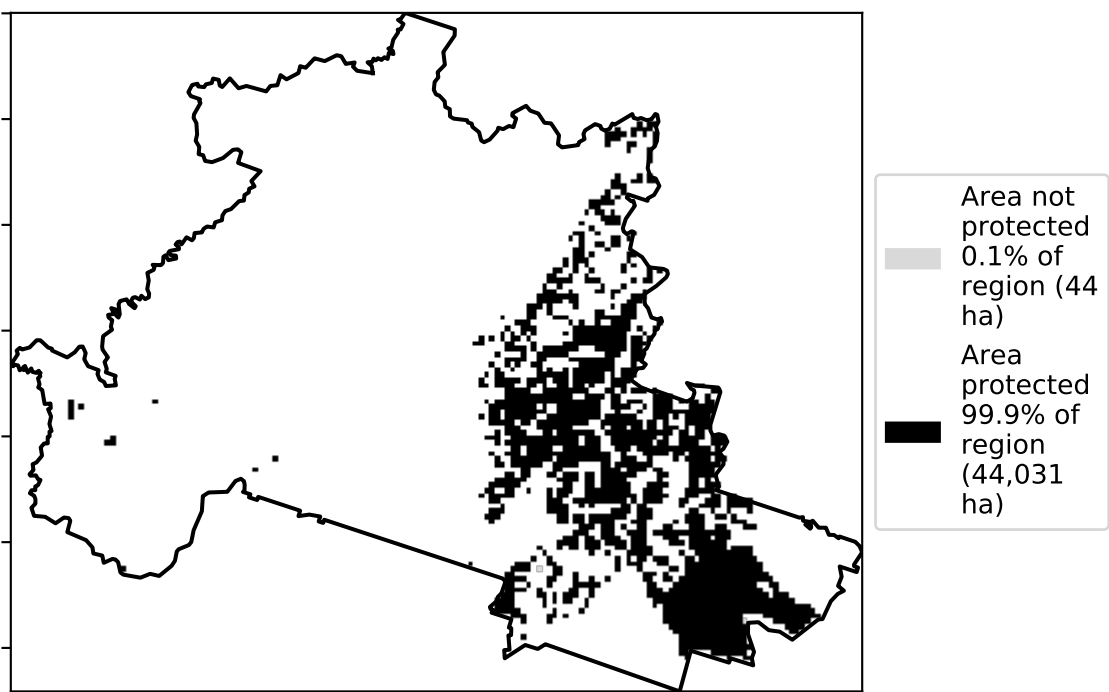 Area not
protected
0.1% of
region (44
ha)
Area
protected
99.9% of
region
(44,031
ha)